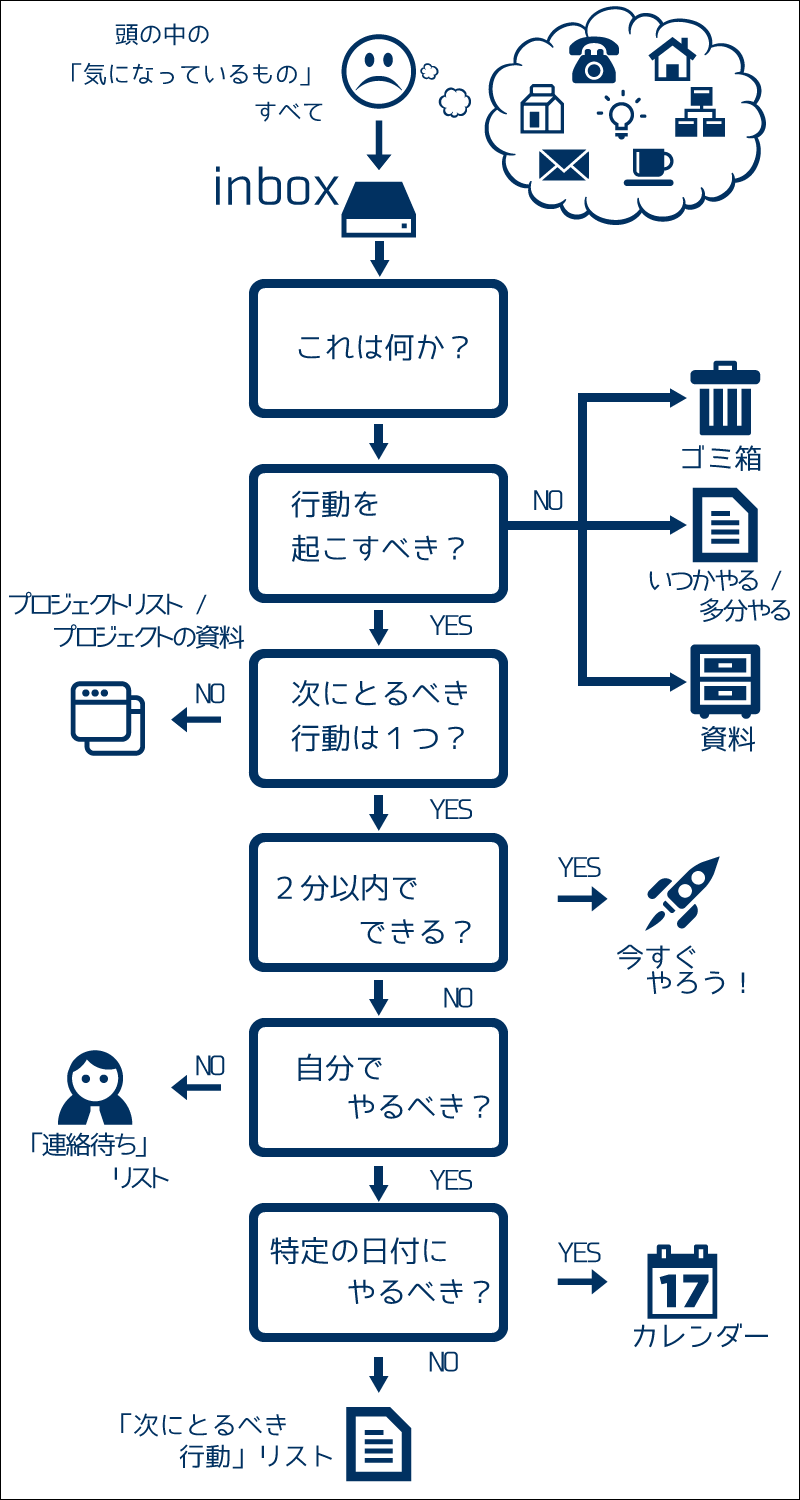 頭の中の
「気になっているもの」
すべて
inbox
これは何か？
行動を
起こすべき？
NO
ゴミ箱
いつかやる /
多分やる
資料
YES
プロジェクトリスト /
プロジェクトの資料
次にとるべき
行動は１つ？
NO
YES
２分以内で
できる？
YES
今すぐ
やろう！
NO
自分で
やるべき？
NO
「連絡待ち」
リスト
YES
特定の日付に
やるべき？
YES
17
カレンダー
NO
「次にとるべき
行動」リスト